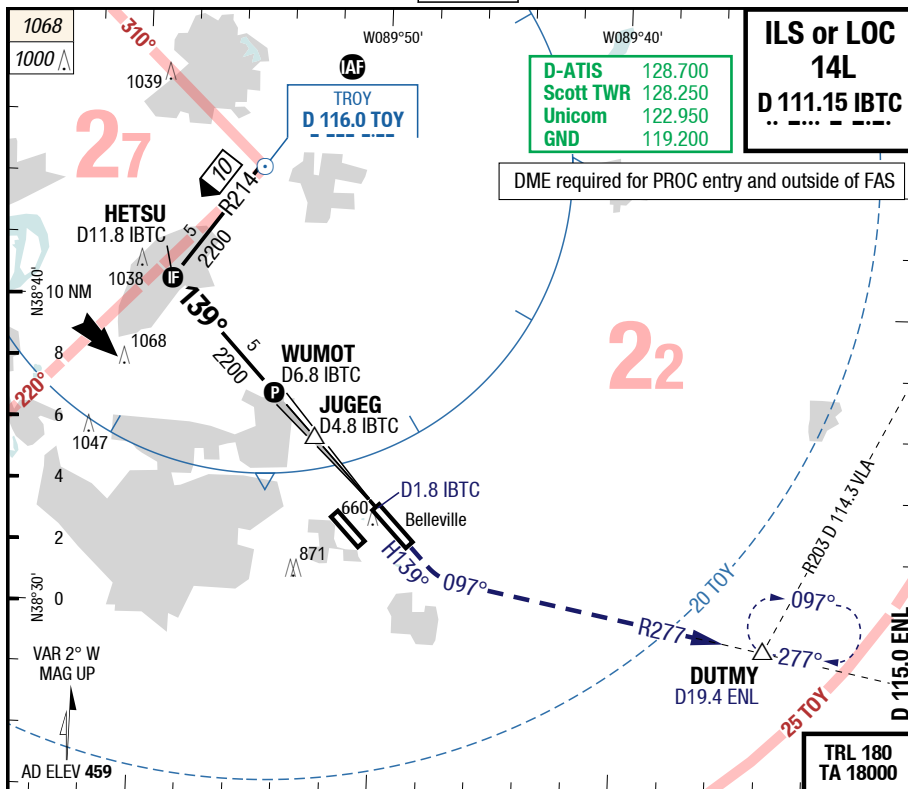 1068
1000
310°
1039
W089°50'
W089°40'
IAF
TROY
D 116.0 TOY
D-ATIS 128.700
Scott TWR 128.250
Unicom 122.950
GND 119.200
ILS or LOC
14L
D 111.15 IBTC
DME required for PROC entry and outside of FAS
27
10
R214
HETSU
D11.8 IBTC
5
2200
1038
IF
N38°40'
10 NM
139°
5
2200
1068
WUMOT
D6.8 IBTC
P
22
8
220°
JUGEG
D4.8 IBTC
6
1047
4
D1.8 IBTC
660
Belleville
2
871
H139°
097°
R203 D 114.3 VLA
20 TOY
N38°30'
0
097°
R277
277°
DUTMY
D19.4 ENL
D 115.0 ENL
VAR 2° W
MAG UP
25 TOY
AD ELEV 459
TRL 180
TA 18000